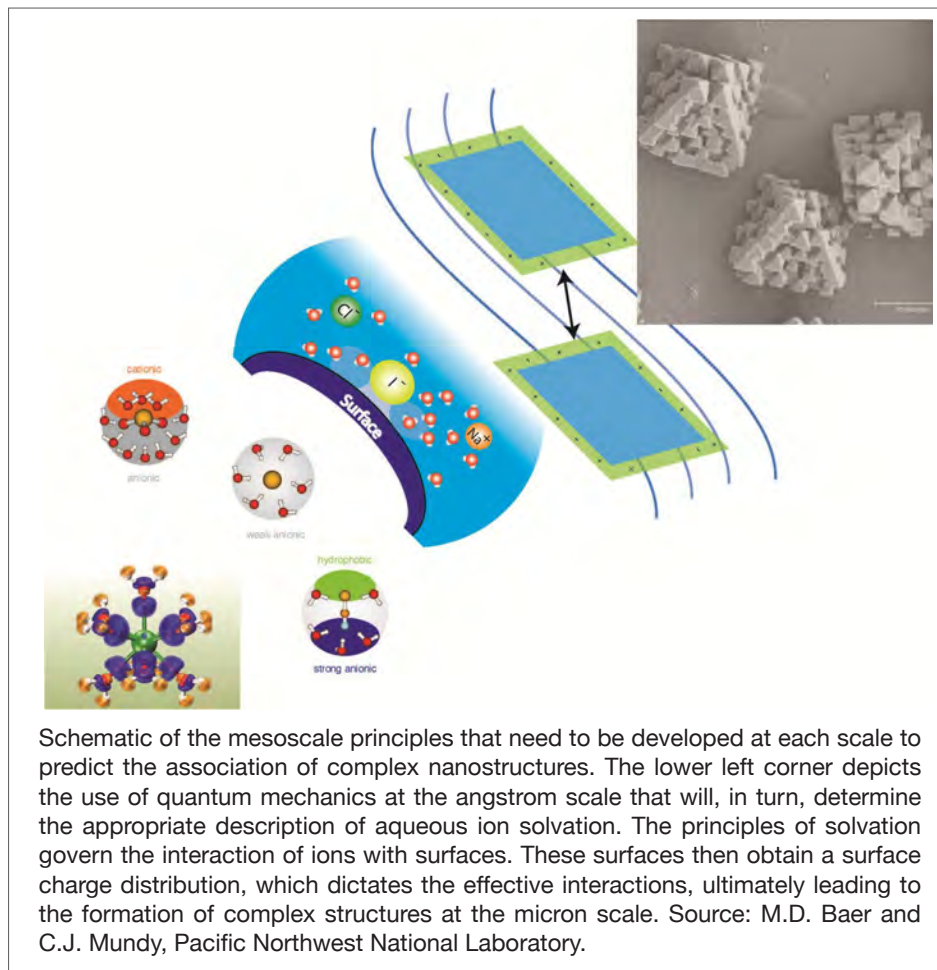 Cl-
I-
Surface
Na+
cationic
anionic
weak anionic
hydrophobic
strong anionic
Schematic of the mesoscale principles that need to be developed at each scale to
predict the association of complex nanostructures. The lower left corner depicts
the use of quantum mechanics at the angstrom scale that will, in turn, determine
the appropriate description of aqueous ion solvation. The principles of solvation
govern the interaction of ions with surfaces. These surfaces then obtain a surface
charge distribution, which dictates the effective interactions, ultimately leading to
the formation of complex structures at the micron scale. Source: M.D. Baer and
C.J. Mundy, Pacific Northwest National Laboratory.